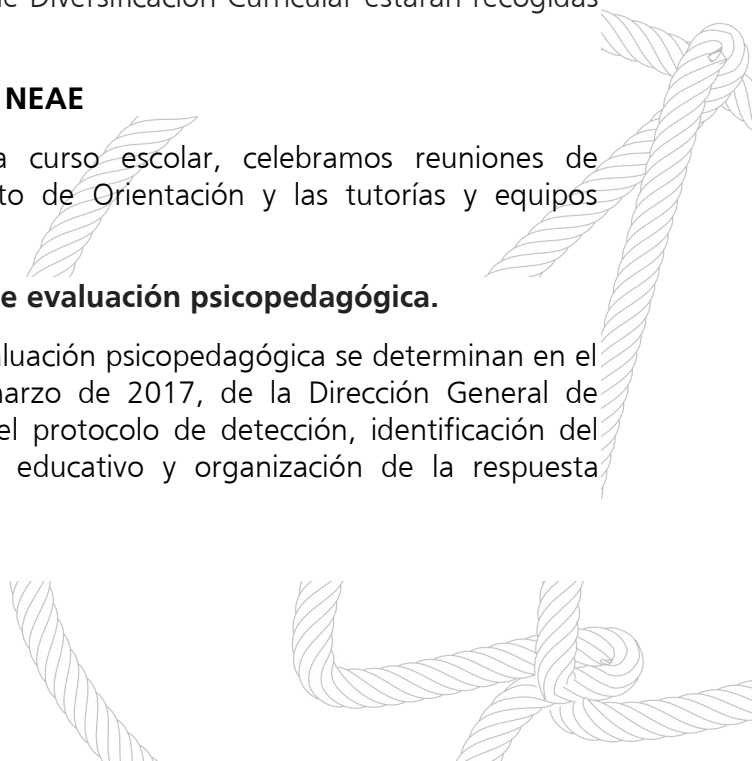 e Diversificación Curricular estarán recogidas
NEAE
a curso escolar, celebramos reuniones de
to de Orientación y las tutorías y equipos
e evaluación psicopedagógica.
aluación psicopedagógica se determinan en el
marzo de 2017, de la Dirección General de
el protocolo de detección, identificación del
educativo y organización de la respuesta